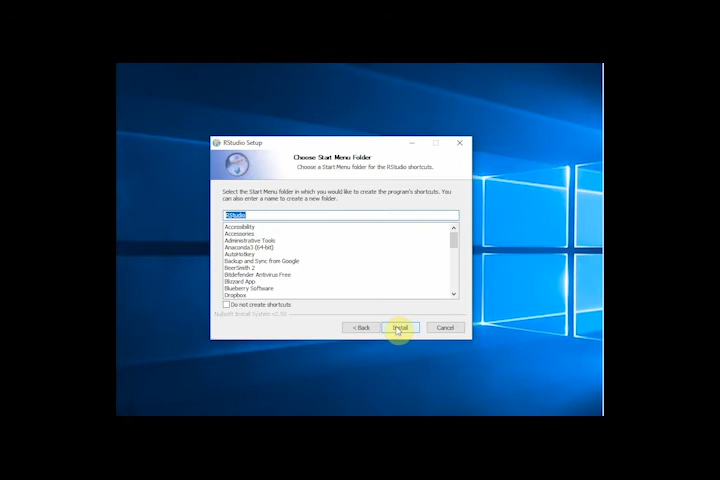 RStudio Setup
Choose Start Menu Folder
Choose a Start Menu folder for the RStudio shortcuts.
Select the Start Menu folder in which you would like to create the program's shortcuts. You
can also enter a name to create a new folder.
RStudio
Accessibility
Accessories
Administrative Tools
Anaconda3 (64-bit)
AutoHotkey
Backup and Sync from Google
BeerSmith 2
Bitdefender Antivirus Free
Blizzard App
Blueberry Software
Dropbox
Do not create shortcuts
Nullsoft Install System v2.50
< Back
Install
Cancel